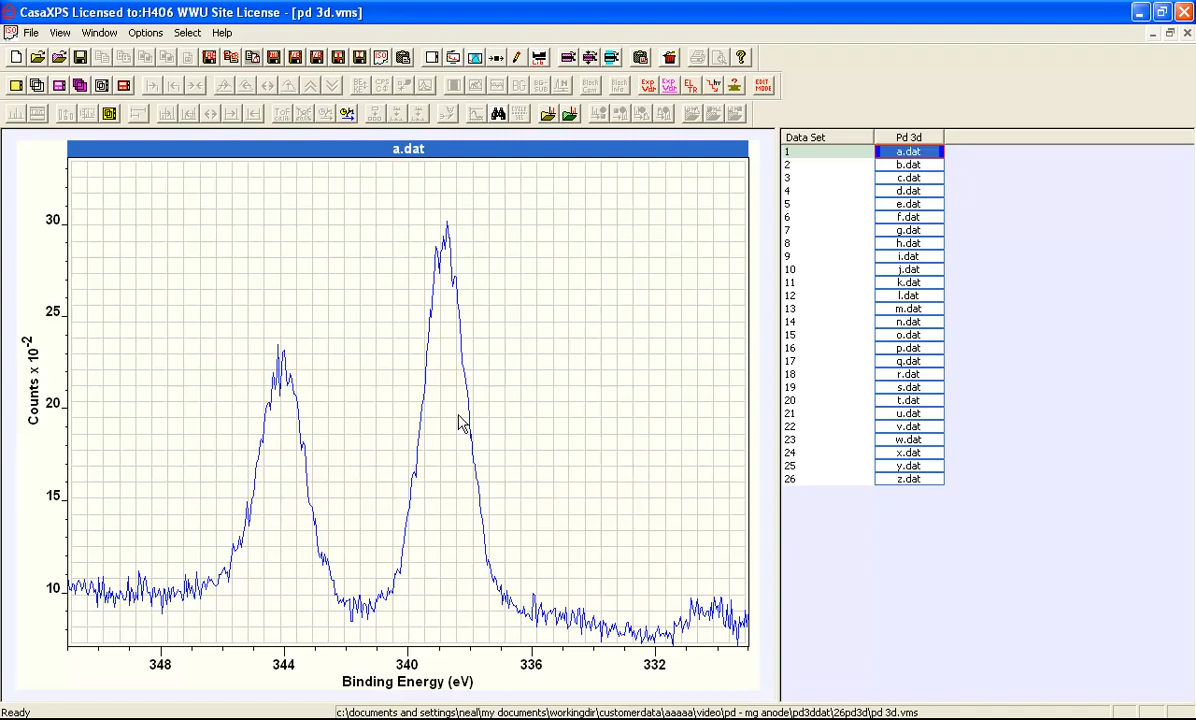 CasaXPS Licensed to:H406 WWU Site License - [pd 3d.vms]
File View Window Options Select Help
a.dat
30
25
20
15
10
Counts x 10-2
348 344 340 336 332
Binding Energy (eV)
Data Set Pd 3d
1 a.dat
2 b.dat
3 c.dat
4 d.dat
5 e.dat
6 f.dat
7 g.dat
8 h.dat
9 i.dat
10 j.dat
11 k.dat
12 l.dat
13 m.dat
14 n.dat
15 o.dat
16 p.dat
17 q.dat
18 r.dat
19 s.dat
20 t.dat
21 u.dat
22 v.dat
23 w.dat
24 x.dat
25 y.dat
26 z.dat
Ready c:\documents and settings\neal\my documents\workingdir\customerdata\aaaaa\video\pd - mg anode\pd3ddat\26pd3d\pd 3d.vms